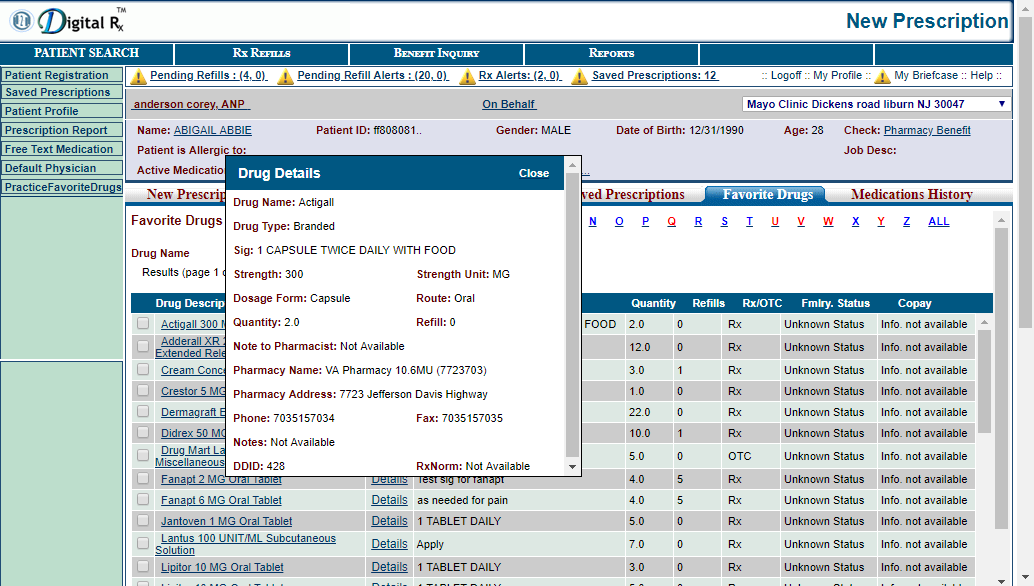 Digital Rx TM
New Prescription
PATIENT SEARCH RX REFILLS BENEFIT INQUIRY REPORTS
Patient Registration
Saved Prescriptions
Patient Profile
Prescription Report
Free Text Medication
Default Physician
PracticeFavoriteDrugs
Pending Refills : (4, 0) Pending Refill Alerts : (20, 0) Rx Alerts: (2, 0) Saved Prescriptions: 12 :: Logoff :: My Profile :: My Briefcase :: Help ::
anderson corey, ANP On Behalf Mayo Clinic Dickens road liburn NJ 30047
Name: ABIGAIL ABBIE Patient ID: ff808081.. Gender: MALE Date of Birth: 12/31/1990 Age: 28 Check: Pharmacy Benefit
Patient is Allergic to: Job Desc:
Active Medicatio ...
New Prescrip ved Prescriptions Favorite Drugs Medications History
Favorite Drugs N O P Q R S T U V W X Y Z ALL
Drug Name
Results (page 1 o
Drug Descrip Quantity Refills Rx/OTC Fmlry. Status Copay
Actigall 300 M FOOD 2.0 0 Rx Unknown Status Info. not available
Adderall XR
Extended Rele 12.0 0 Rx Unknown Status Info. not available
Cream Conce 3.0 1 Rx Unknown Status Info. not available
Crestor 5 MG 1.0 0 Rx Unknown Status Info. not available
Dermagraft E 22.0 0 Rx Unknown Status Info. not available
Didrex 50 MG 10.0 1 Rx Unknown Status Info. not available
Drug Mart La
Miscellaneous 5.0 0 OTC Unknown Status Info. not available
Fanapt 2 MG Oral Tablet Details Test sig for fanapt 4.0 5 Rx Unknown Status Info. not available
Fanapt 6 MG Oral Tablet Details as needed for pain 4.0 5 Rx Unknown Status Info. not available
Jantoven 1 MG Oral Tablet Details 1 TABLET DAILY 5.0 0 Rx Unknown Status Info. not available
Lantus 100 UNIT/ML Subcutaneous
Solution Details Apply 7.0 0 Rx Unknown Status Info. not available
Lipitor 10 MG Oral Tablet Details 1 TABLET DAILY 3.0 0 Rx Unknown Status Info. not available
Drug Details Close
Drug Name: Actigall
Drug Type: Branded
Sig: 1 CAPSULE TWICE DAILY WITH FOOD
Strength: 300 Strength Unit: MG
Dosage Form: Capsule Route: Oral
Quantity: 2.0 Refill: 0
Note to Pharmacist: Not Available
Pharmacy Name: VA Pharmacy 10.6MU (7723703)
Pharmacy Address: 7723 Jefferson Davis Highway
Phone: 7035157034 Fax: 7035157035
Notes: Not Available
DDID: 428 RxNorm: Not Available